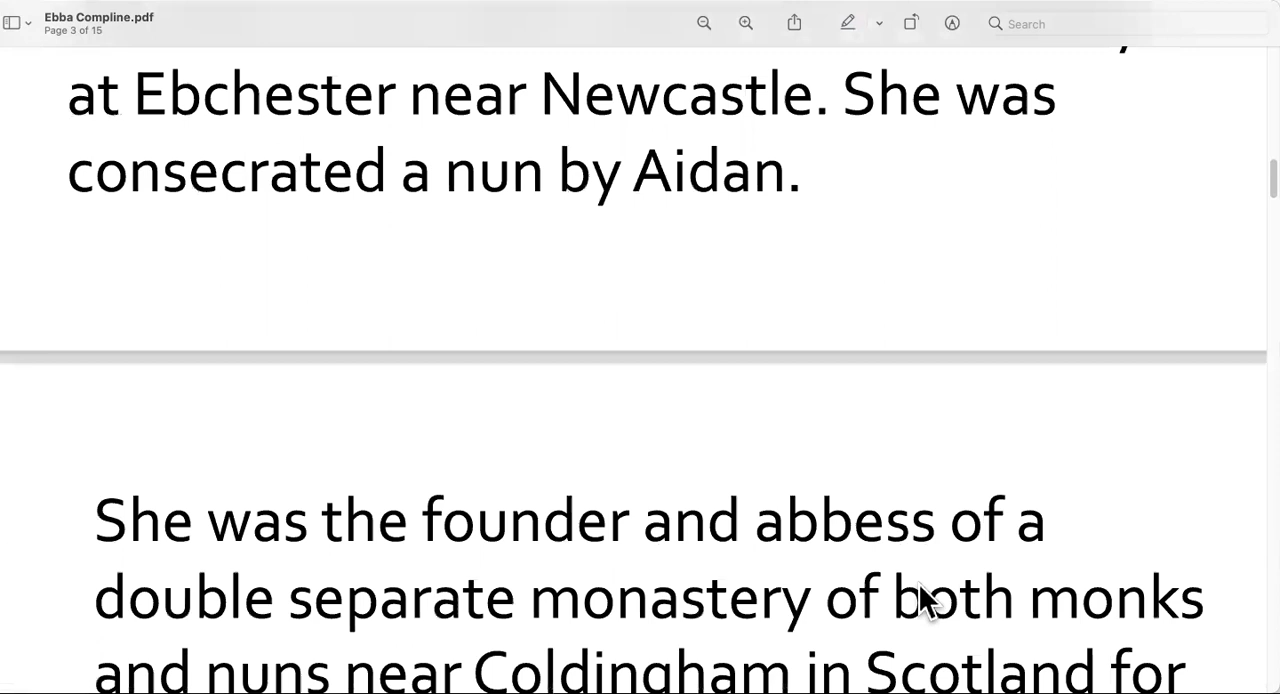 Ebba Compline.pdf
Page 3 of 15
Search
at Ebchester near Newcastle. She was
consecrated a nun by Aidan.
She was the founder and abbess of a
double separate monastery of both monks
and nuns near Coldingham in Scotland for